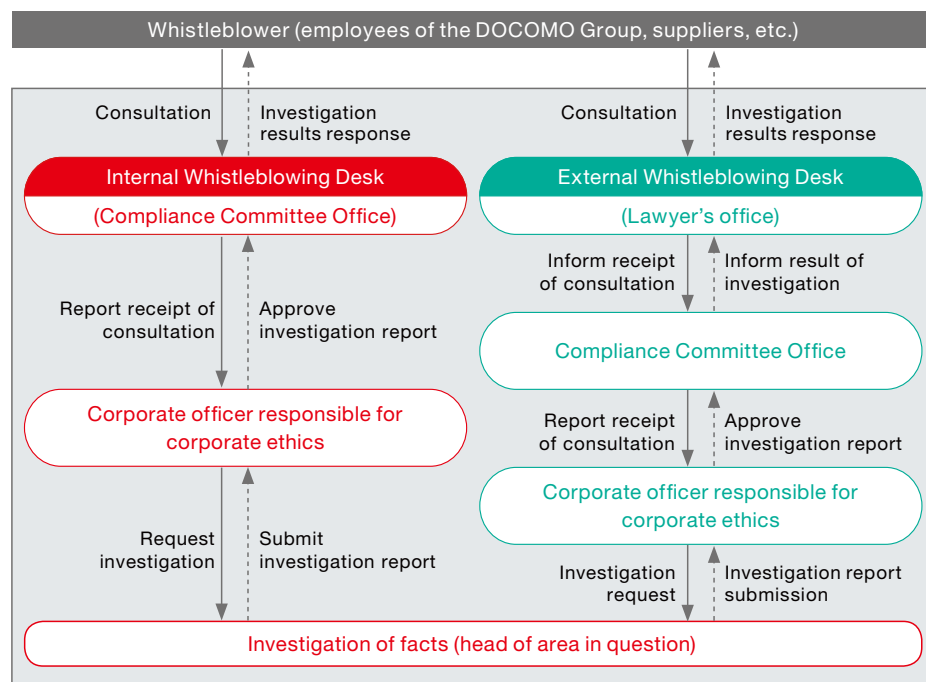 Whistleblower (employees of the DOCOMO Group, suppliers, etc.)
Consultation
Investigation
results response
Consultation
Investigation
results response
Internal Whistleblowing Desk
(Compliance Committee Office)
External Whistleblowing Desk
(Lawyer's office)
Report receipt of
consultation
Approve
investigation report
Inform receipt
of consultation
Inform result of
investigation
Compliance Committee Office
Corporate officer responsible for
corporate ethics
Report receipt
of consultation
Approve
investigation report
Corporate officer responsible for
corporate ethics
Request
investigation
Submit
investigation report
Investigation
request
Investigation report
submission
Investigation of facts (head of area in question)